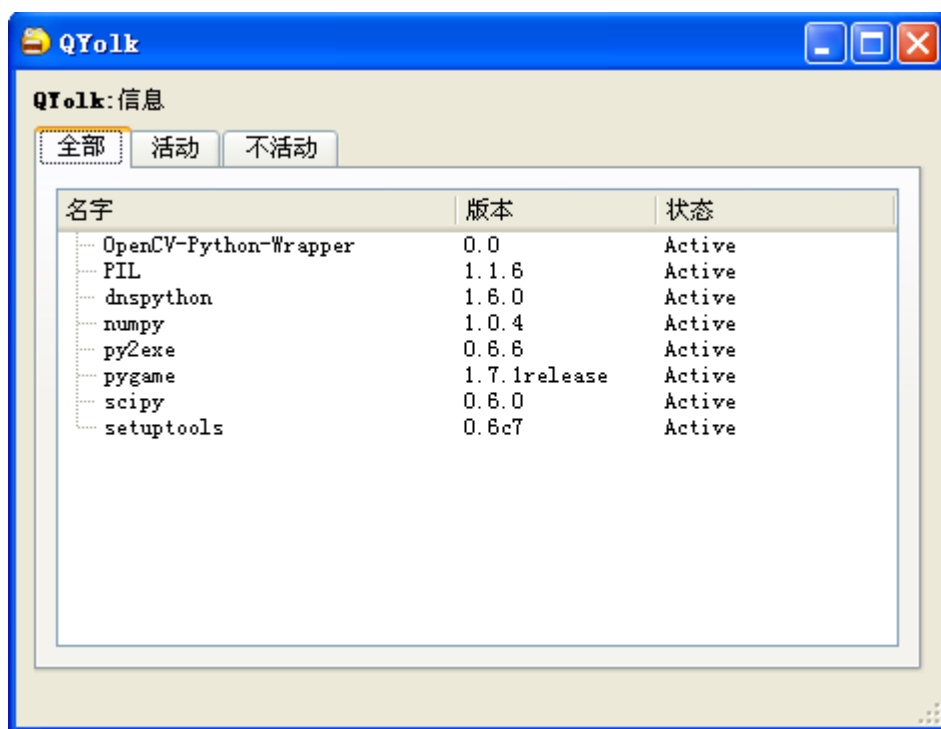 QYolk
QYolk:信息
全部 活动 不活动
名字 版本 状态
OpenCV-Python-Wrapper 0.0 Active
PIL 1.1.6 Active
dnspython 1.6.0 Active
numpy 1.0.4 Active
py2exe 0.6.6 Active
pygame 1.7.1release Active
scipy 0.6.0 Active
setuptools 0.6c7 Active